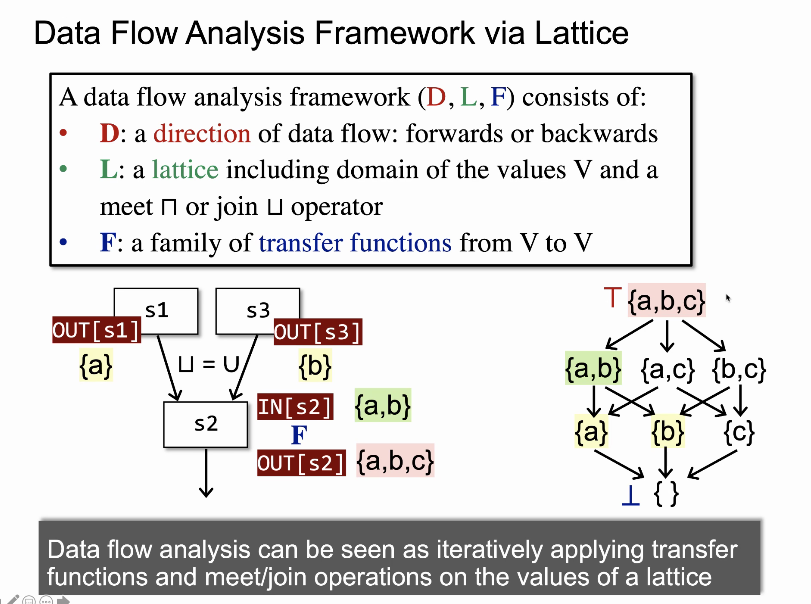 Data Flow Analysis Framework via Lattice
A data flow analysis framework (D, L, F) consists of:
• D: a direction of data flow: forwards or backwards
• L: a lattice including domain of the values V and a
meet ⊓ or join ⊔ operator
• F: a family of transfer functions from V to V
s1
s3
OUT[s1]
OUT[s3]
{a}
⊔ = ∪
{b}
s2
IN[s2] {a,b}
F
OUT[s2] {a,b,c}
⊤ {a,b,c}
{a,b} {a,c} {b,c}
{a} {b} {c}
⊥ { }
Data flow analysis can be seen as iteratively applying transfer
functions and meet/join operations on the values of a lattice